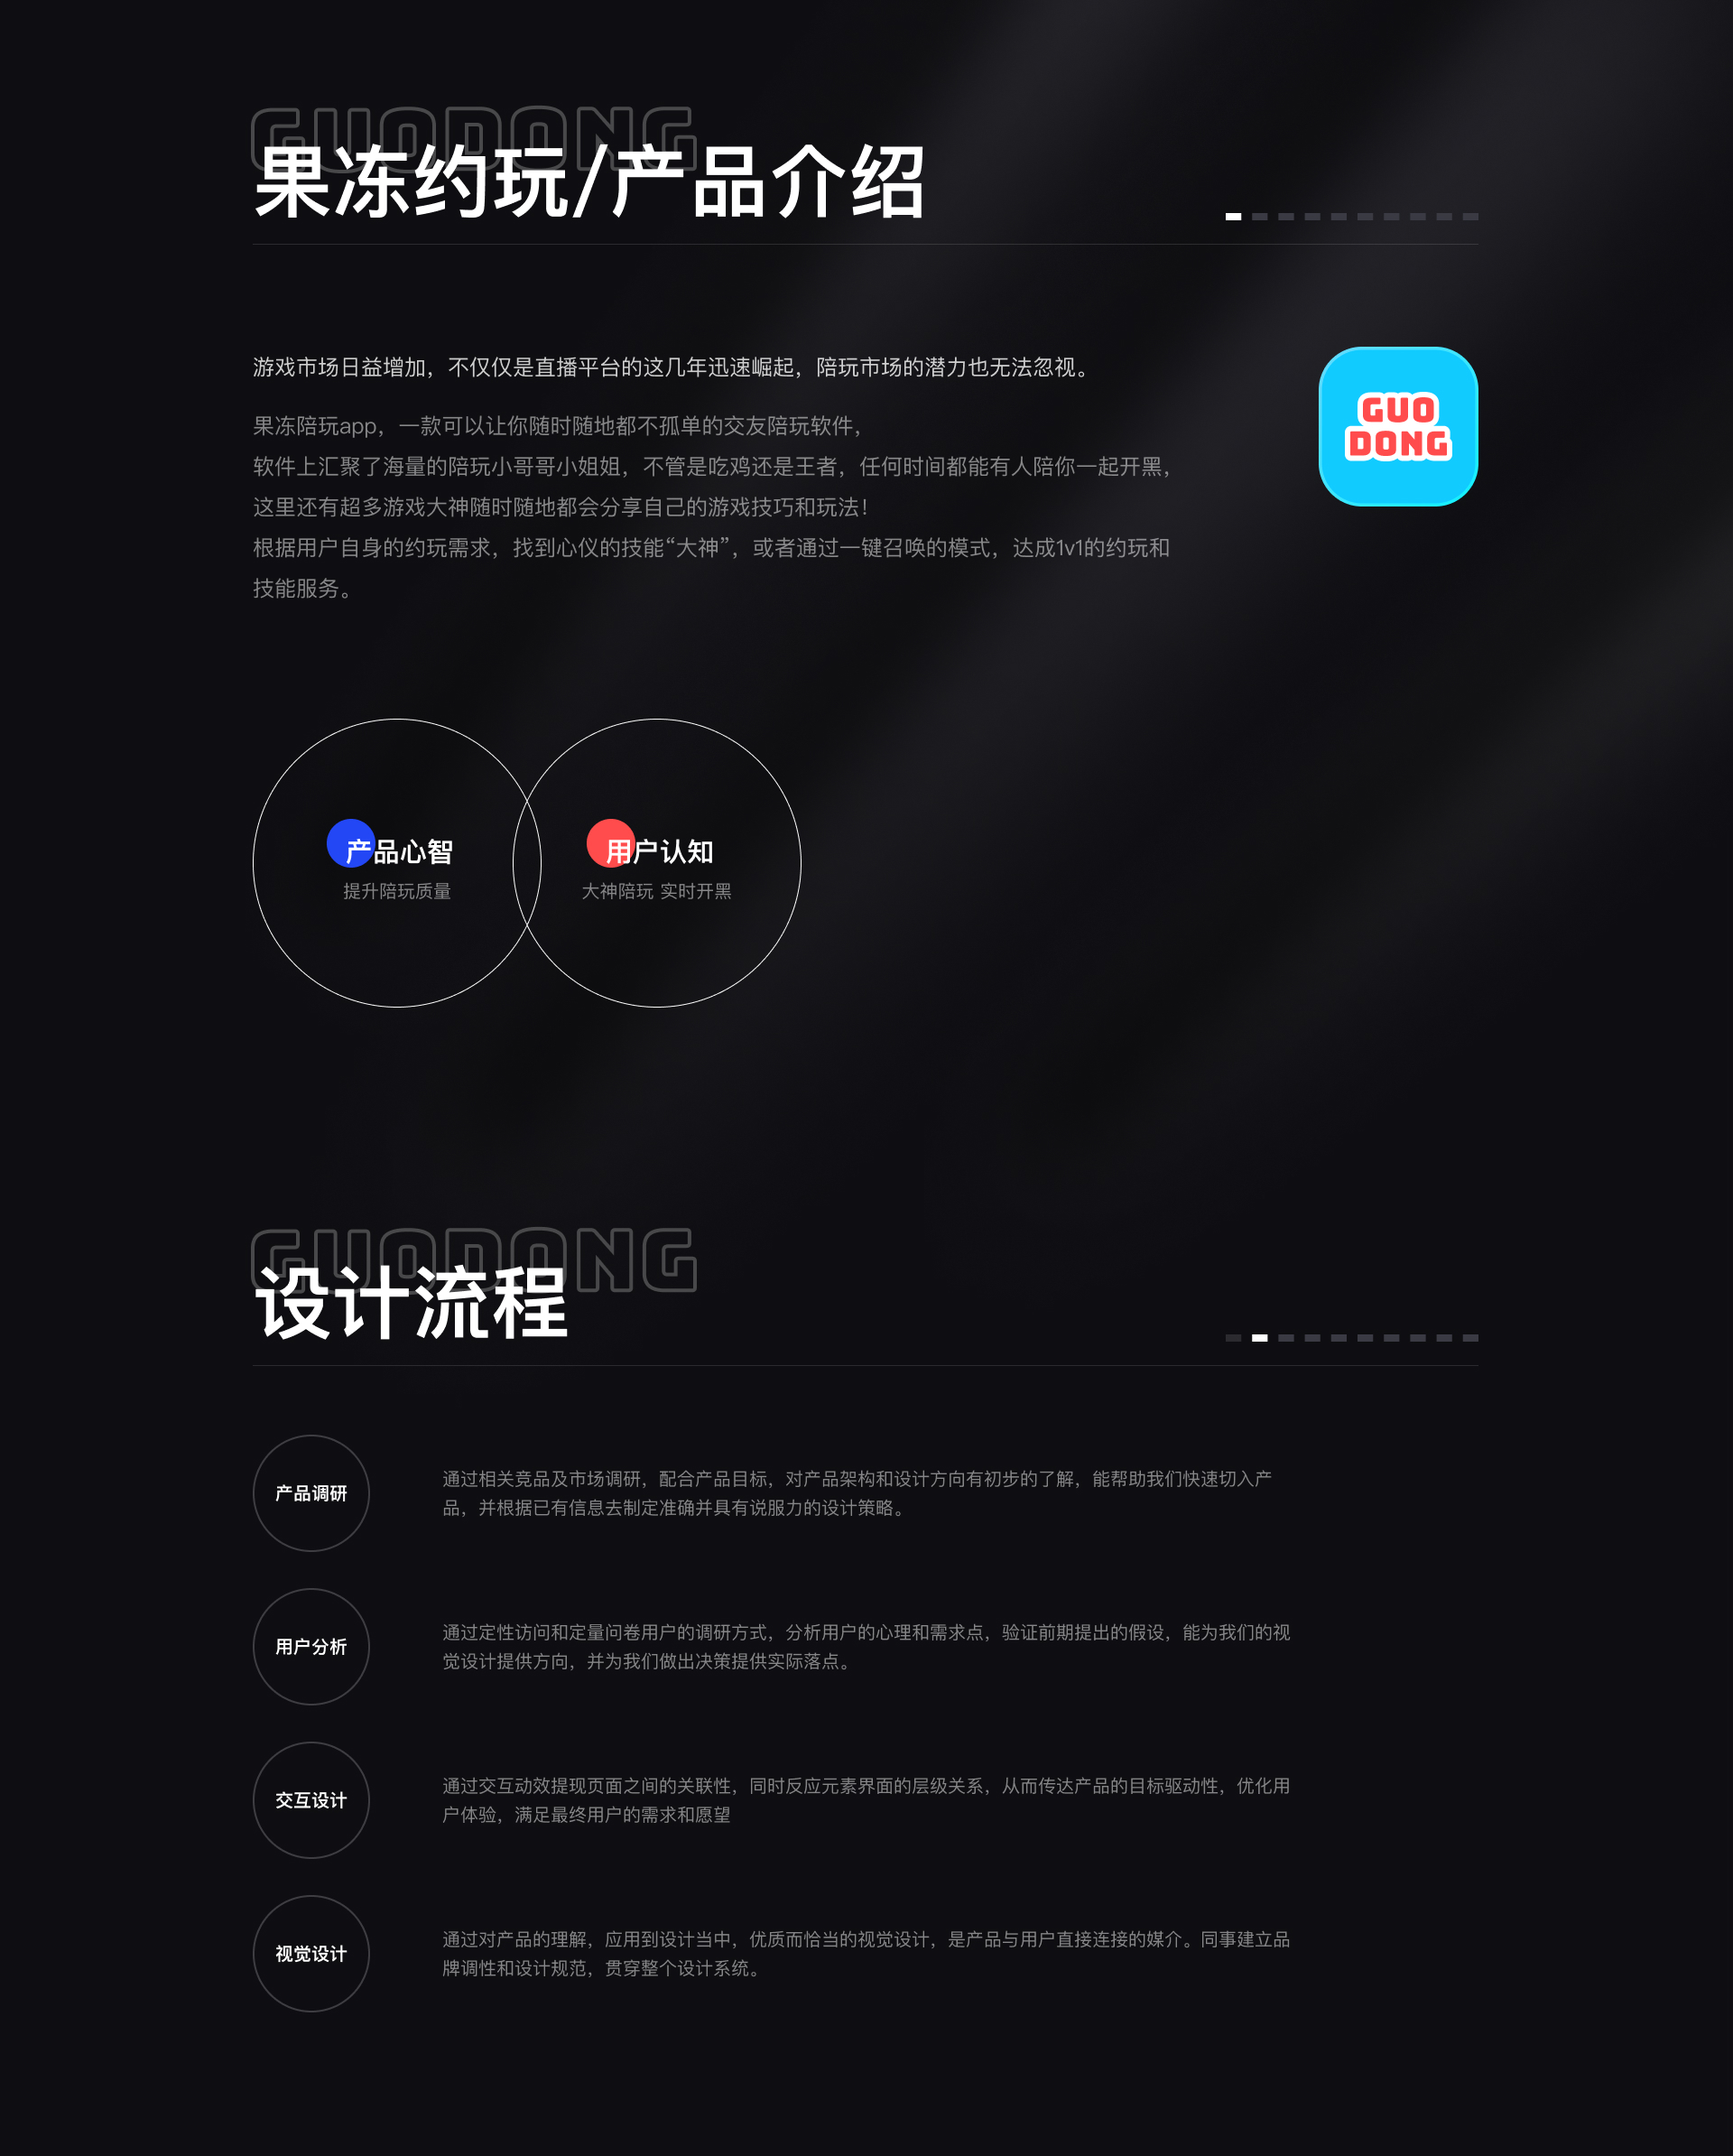 GUODONG
果冻约玩/产品介绍
游戏市场日益增加，不仅仅是直播平台的这几年迅速崛起，陪玩市场的潜力也无法忽视。
GUO
DONG
果冻陪玩app，一款可以让你随时随地都不孤单的交友陪玩软件，
软件上汇聚了海量的陪玩小哥哥小姐姐，不管是吃鸡还是王者，任何时间都能有人陪你一起开黑，
这里还有超多游戏大神随时随地都会分享自己的游戏技巧和玩法！
根据用户自身的约玩需求，找到心仪的技能“大神”，或者通过一键召唤的模式，达成1v1的约玩和
技能服务。
产品心智
提升陪玩质量
用户认知
大神陪玩 实时开黑
GUODONG
设计流程
产品调研
通过相关竞品及市场调研，配合产品目标，对产品架构和设计方向有初步的了解，能帮助我们快速切入产
品，并根据已有信息去制定准确并具有说服力的设计策略。
用户分析
通过定性访问和定量问卷用户的调研方式，分析用户的心理和需求点，验证前期提出的假设，能为我们的视
觉设计提供方向，并为我们做出决策提供实际落点。
交互设计
通过交互动效提现页面之间的关联性，同时反应元素界面的层级关系，从而传达产品的目标驱动性，优化用
户体验，满足最终用户的需求和愿望
视觉设计
通过对产品的理解，应用到设计当中，优质而恰当的视觉设计，是产品与用户直接连接的媒介。同事建立品
牌调性和设计规范，贯穿整个设计系统。